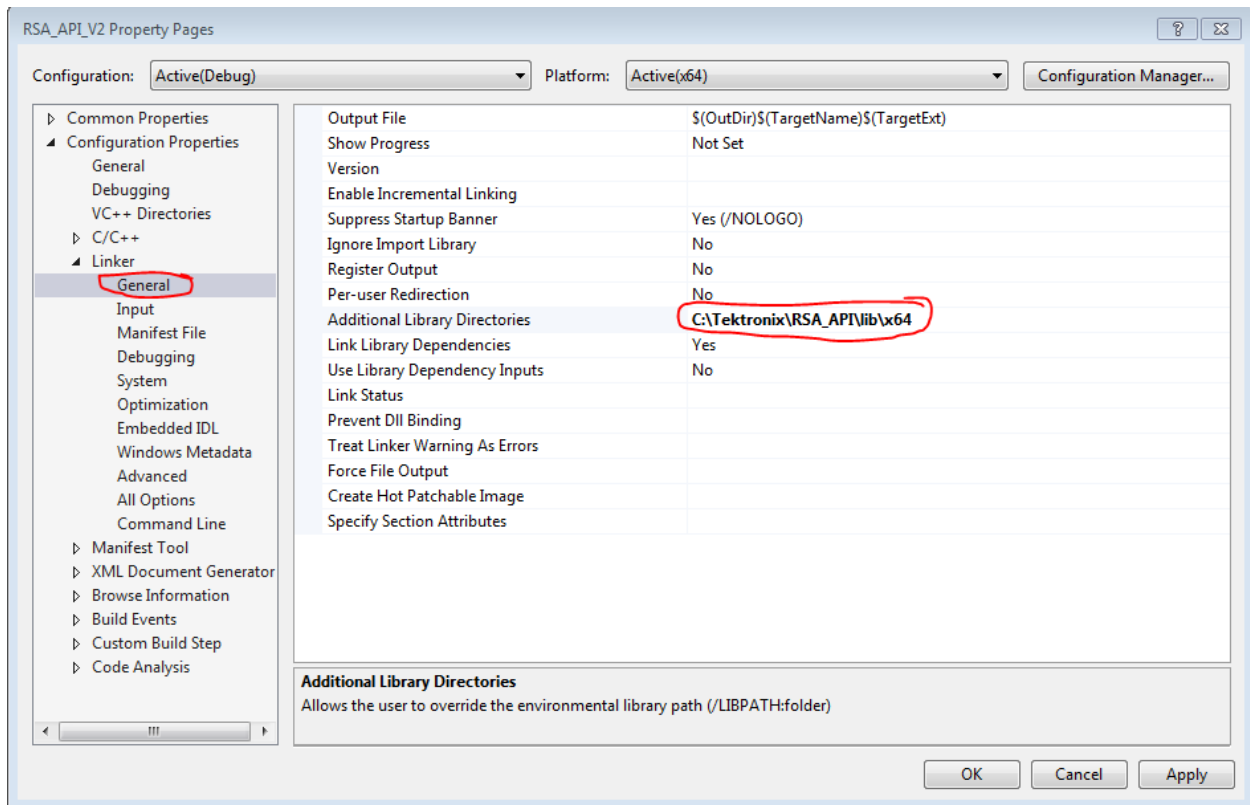 RSA_API_V2 Property Pages
Configuration: Active(Debug) Platform: Active(x64) Configuration Manager...
Common Properties
Configuration Properties
General
Debugging
VC++ Directories
C/C++
Linker
General
Input
Manifest File
Debugging
System
Optimization
Embedded IDL
Windows Metadata
Advanced
All Options
Command Line
Manifest Tool
XML Document Generator
Browse Information
Build Events
Custom Build Step
Code Analysis
Output File $(OutDir)$(TargetName)$(TargetExt)
Show Progress Not Set
Version
Enable Incremental Linking
Suppress Startup Banner Yes (/NOLOGO)
Ignore Import Library No
Register Output No
Per-user Redirection No
Additional Library Directories C:\Tektronix\RSA_API\lib\x64
Link Library Dependencies Yes
Use Library Dependency Inputs No
Link Status
Prevent Dll Binding
Treat Linker Warning As Errors
Force File Output
Create Hot Patchable Image
Specify Section Attributes
Additional Library Directories
Allows the user to override the environmental library path (/LIBPATH:folder)
OK Cancel Apply